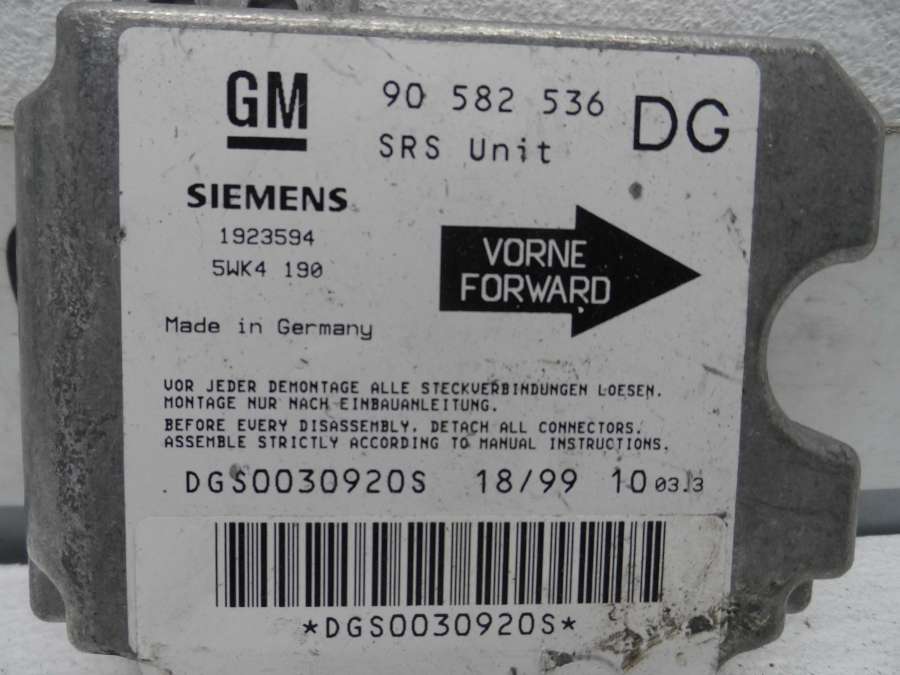 GM 90 582 536 DG
SRS Unit
SIEMENS
1923594
5WK4 190
VORNE
FORWARD
Made in Germany
VOR JEDER DEMONTAGE ALLE STECKVERBINDUNGEN LOESEN.
MONTAGE NUR NACH EINBAUANLEITUNG.
BEFORE EVERY DISASSEMBLY, DETACH ALL CONNECTORS.
ASSEMBLE STRICTLY ACCORDING TO MANUAL INSTRUCTIONS.
DGS0030920S 18/99 10 03.3
*DGS0030920S*